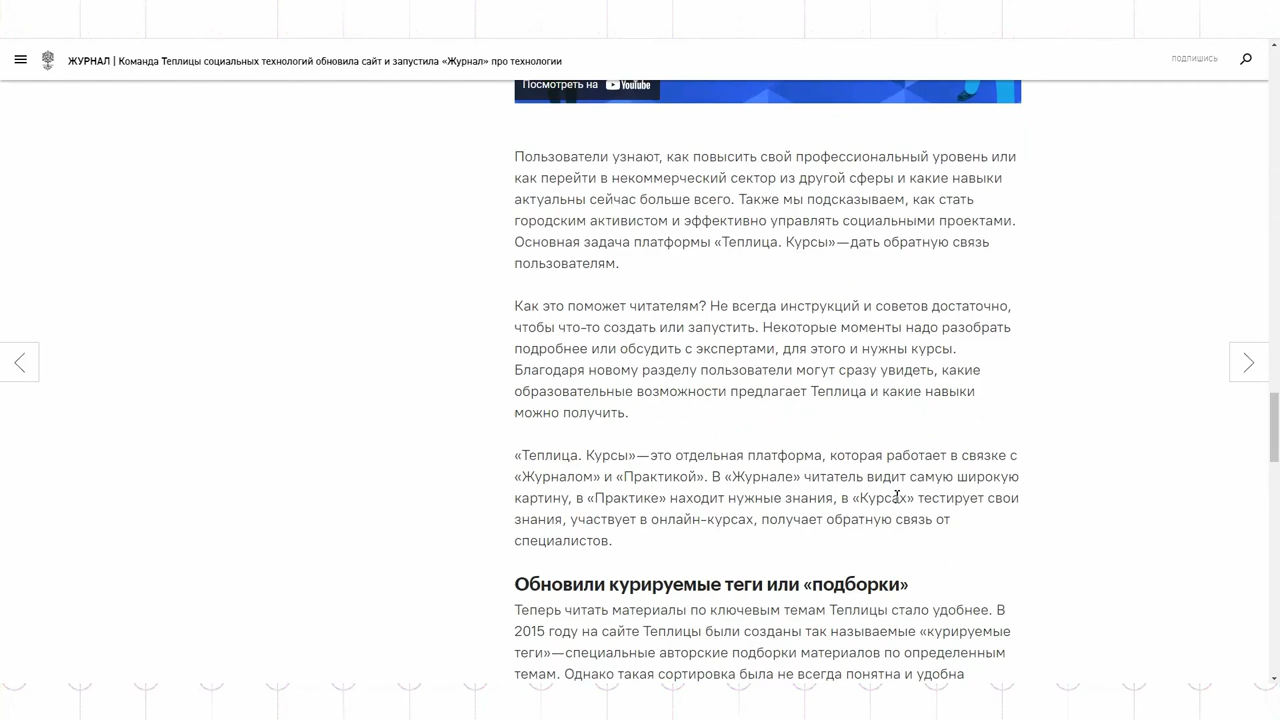 ЖУРНАЛ | Команда Теплицы социальных технологий обновила сайт и запустила «Журнал» про технологии
ПОДПИШИСЬ
Посмотреть на YouTube
Пользователи узнают, как повысить свой профессиональный уровень или
как перейти в некоммерческий сектор из другой сферы и какие навыки
актуальны сейчас больше всего. Также мы подсказываем, как стать
городским активистом и эффективно управлять социальными проектами.
Основная задача платформы «Теплица. Курсы»—дать обратную связь
пользователям.
Как это поможет читателям? Не всегда инструкций и советов достаточно,
чтобы что-то создать или запустить. Некоторые моменты надо разобрать
подробнее или обсудить с экспертами, для этого и нужны курсы.
Благодаря новому разделу пользователи могут сразу увидеть, какие
образовательные возможности предлагает Теплица и какие навыки
можно получить.
«Теплица. Курсы»—это отдельная платформа, которая работает в связке с
«Журналом» и «Практикой». В «Журнале» читатель видит самую широкую
картину, в «Практике» находит нужные знания, в «Курсах» тестирует свои
знания, участвует в онлайн-курсах, получает обратную связь от
специалистов.
Обновили курируемые теги или «подборки»
Теперь читать материалы по ключевым темам Теплицы стало удобнее. В
2015 году на сайте Теплицы были созданы так называемые «курируемые
теги»—специальные авторские подборки материалов по определенным
темам. Однако такая сортировка была не всегда понятна и удобна